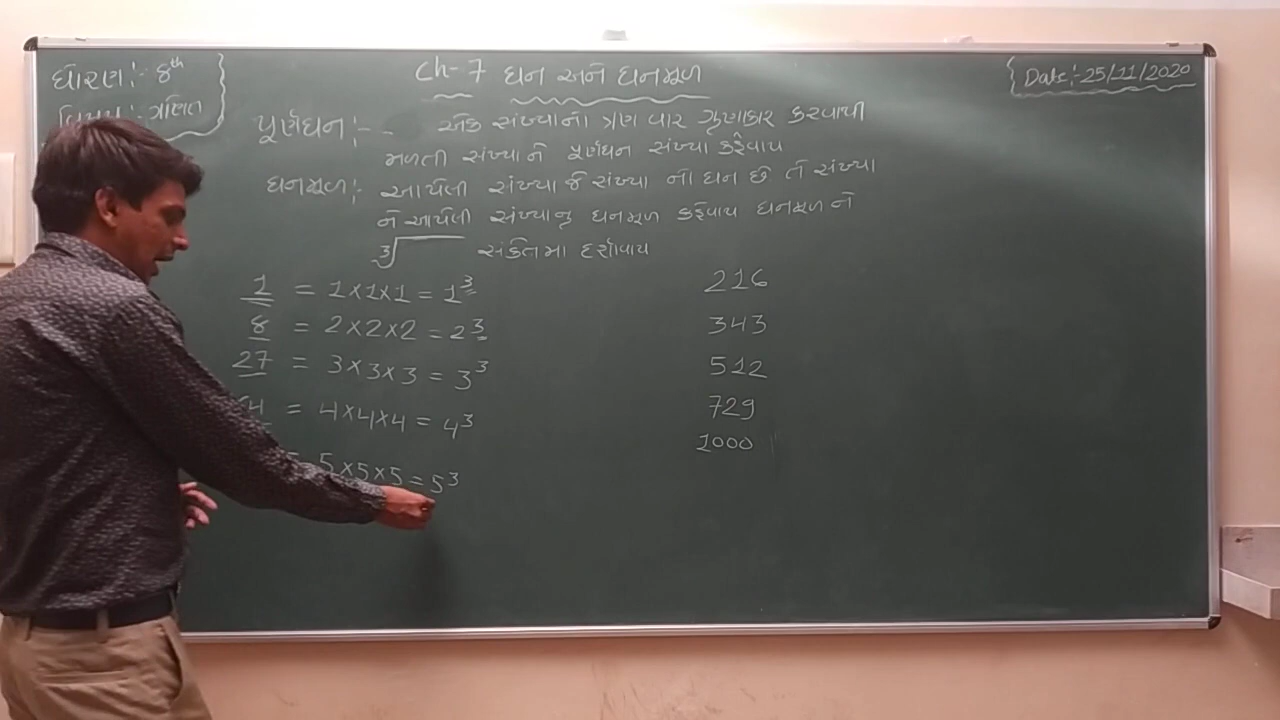 ધોરણ :- 8th
વિષય : ગણિત
Ch- 7 ઘન અને ઘનમૂળ
Date:-25/11/2020
પૂર્ણઘન :- - એક સંખ્યાના ત્રણ વાર ગુણાકાર કરવાથી
મળતી સંખ્યાને પૂર્ણઘન સંખ્યા કહેવાય
ઘનમૂળ :- આપેલી સંખ્યા જે સંખ્યા નો ઘન છે તે સંખ્યા
ને આપેલી સંખ્યાનુ ઘનમૂળ કહેવાય ઘનમૂળ ને
∛ સંકેતમા દર્શાવાય
1 = 1×1×1 = 1³
8 = 2×2×2 = 2³
27 = 3×3×3 = 3³
4 = 4×4×4 = 4³
5×5×5 = 5³
216
343
512
729
1000